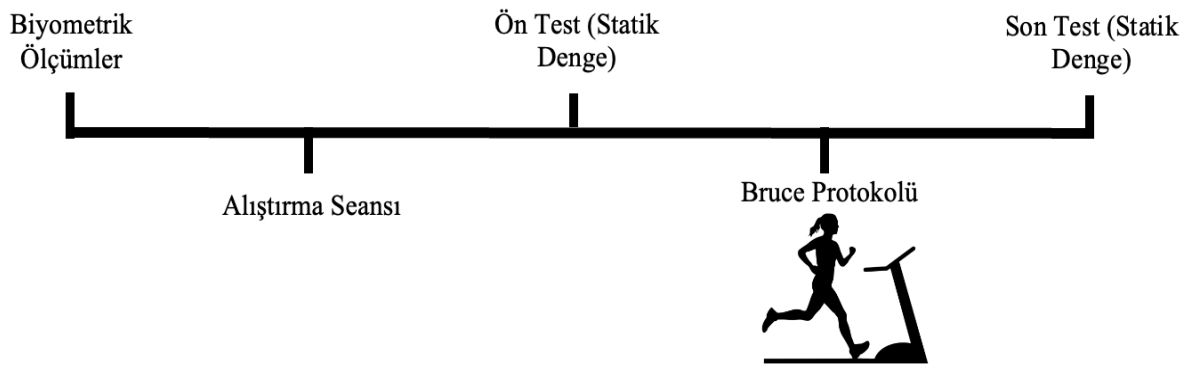 Biyometrik
Ölçümler
Ön Test (Statik
Denge)
Son Test (Statik
Denge)
Alıştırma Seansı
Bruce Protokolü